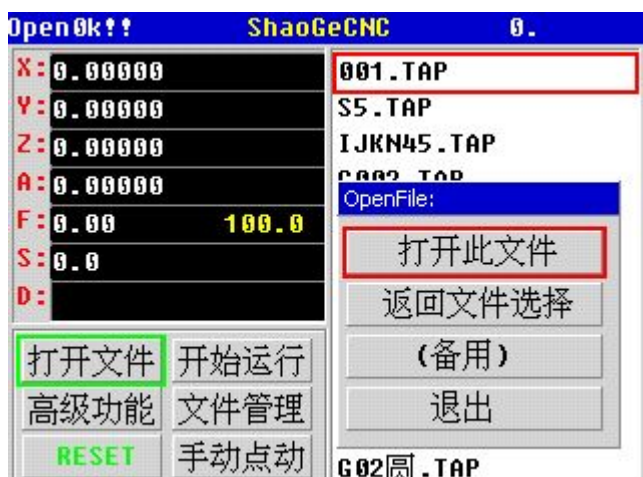 Open0k!! ShaoGeCNC 0.
X:0.00000
Y:0.00000
Z:0.00000
A:0.00000
F:0.00 100.0
S:0.0
D:
打开文件 开始运行
高级功能 文件管理
RESET 手动点动
001.TAP
S5.TAP
IJKN45.TAP
OpenFile:
打开此文件
返回文件选择
(备用)
退出
G02圆.TAP